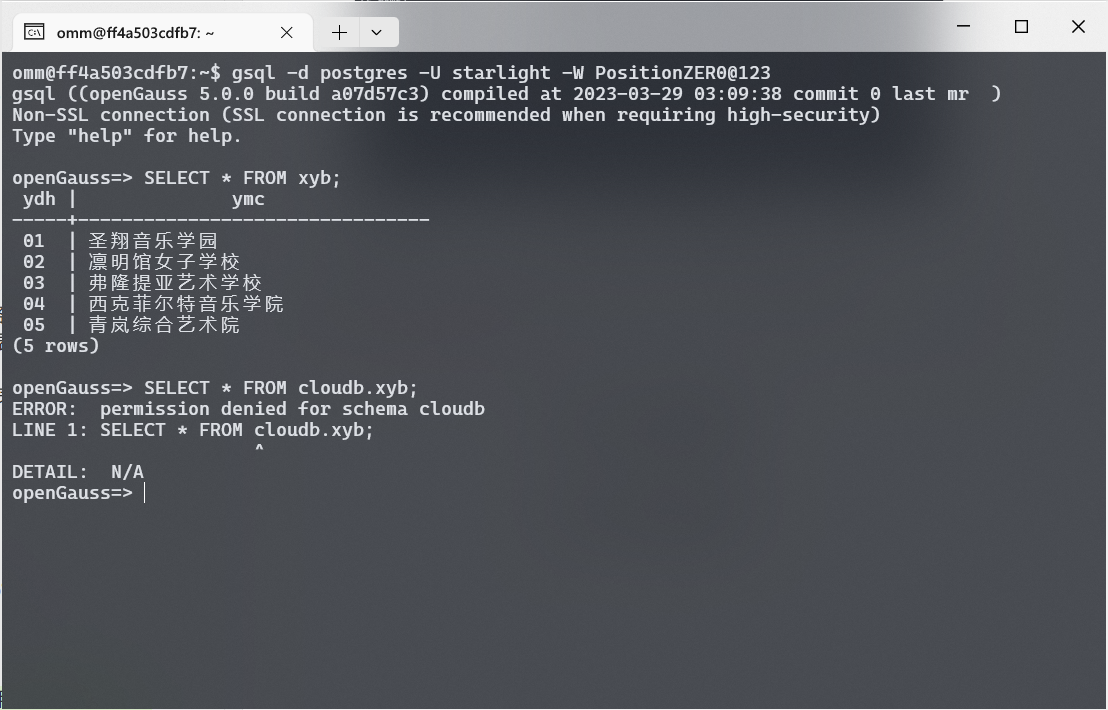 omm@ff4a503cdfb7: ~
omm@ff4a503cdfb7:~$ gsql -d postgres -U starlight -W PositionZER0@123
gsql ((openGauss 5.0.0 build a07d57c3) compiled at 2023-03-29 03:09:38 commit 0 last mr  )
Non-SSL connection (SSL connection is recommended when requiring high-security)
Type "help" for help.
openGauss=> SELECT * FROM xyb;
 ydh |              ymc
-----+--------------------------------
 01  | 圣翔音乐学园
 02  | 凛明馆女子学校
 03  | 弗隆提亚艺术学校
 04  | 西克菲尔特音乐学院
 05  | 青岚综合艺术院
(5 rows)
openGauss=> SELECT * FROM cloudb.xyb;
ERROR:  permission denied for schema cloudb
LINE 1: SELECT * FROM cloudb.xyb;
                      ^
DETAIL:  N/A
openGauss=>